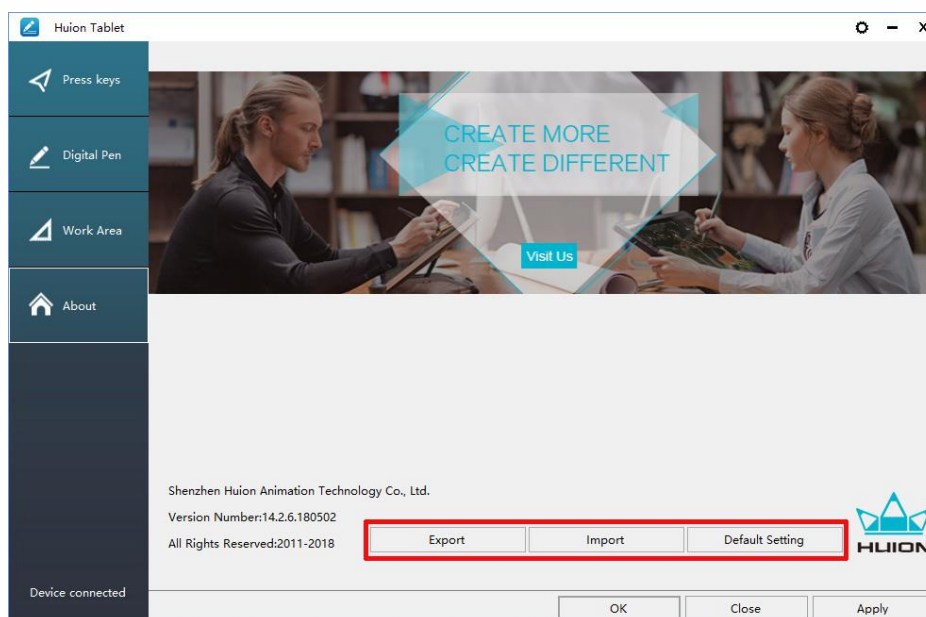 Huion Tablet
Press keys
Digital Pen
Work Area
About
CREATE MORE
CREATE DIFFERENT
Visit Us
Shenzhen Huion Animation Technology Co., Ltd.
Version Number:14.2.6.180502
All Rights Reserved:2011-2018
Export
Import
Default Setting
HUION
Device connected
OK
Close
Apply